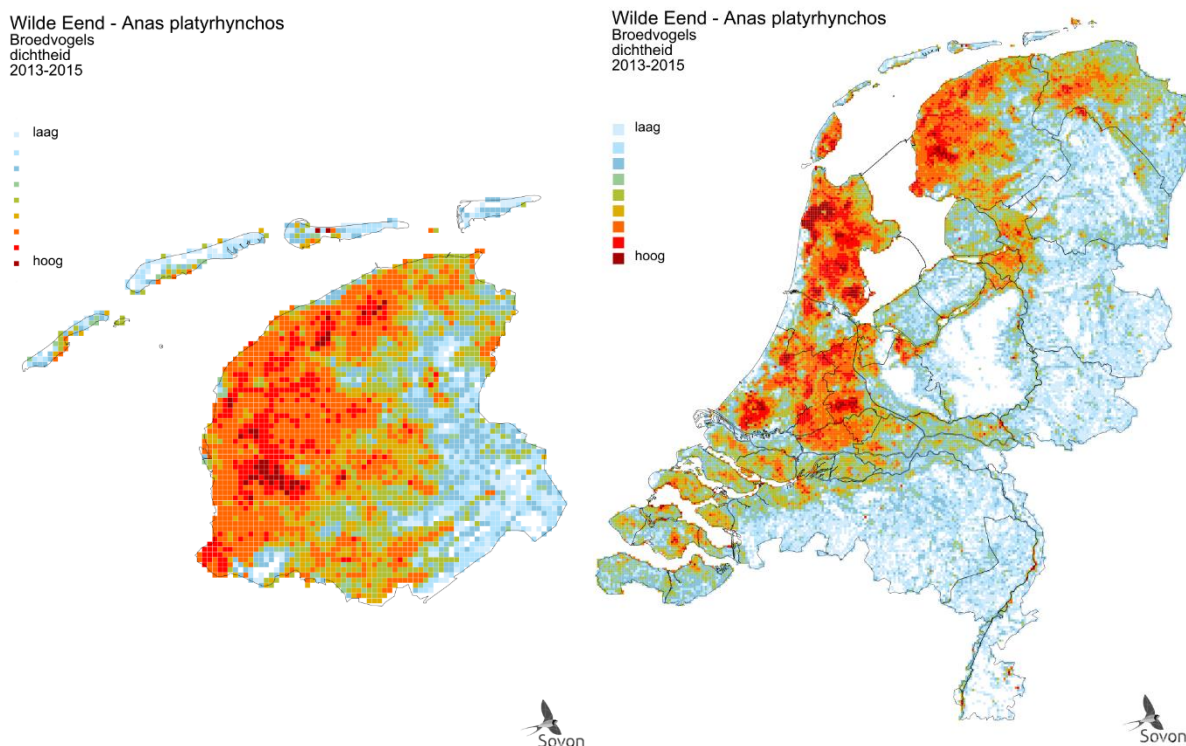 Wilde Eend - Anas platyrhynchos
Broedvogels
dichtheid
2013-2015
laag
hoog
Sovon
Wilde Eend - Anas platyrhynchos
Broedvogels
dichtheid
2013-2015
laag
hoog
Sovon